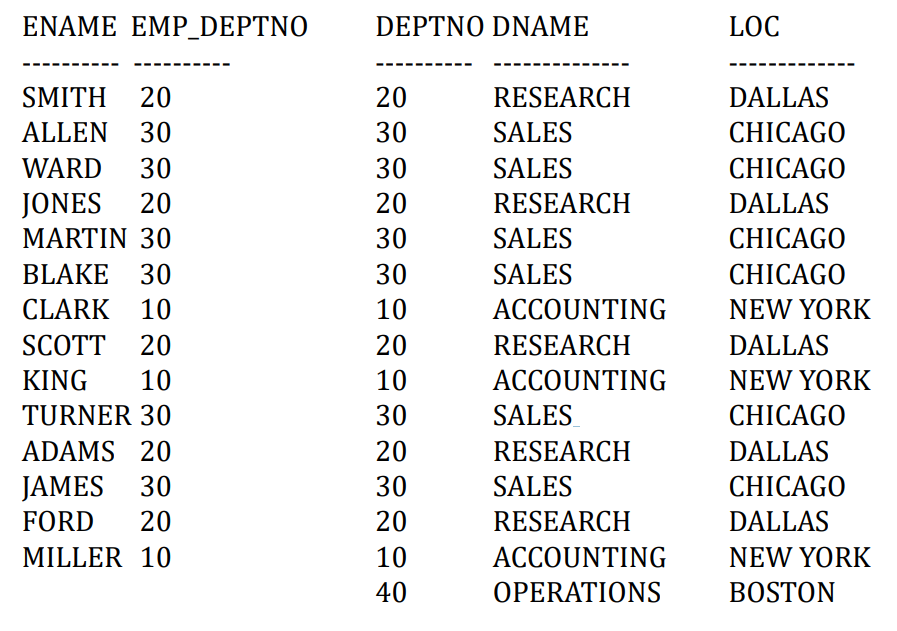 ENAME EMP_DEPTNO DEPTNO DNAME LOC
---------- ---------- ---------- -------------- -------------
SMITH 20 20 RESEARCH DALLAS
ALLEN 30 30 SALES CHICAGO
WARD 30 30 SALES CHICAGO
JONES 20 20 RESEARCH DALLAS
MARTIN 30 30 SALES CHICAGO
BLAKE 30 30 SALES CHICAGO
CLARK 10 10 ACCOUNTING NEW YORK
SCOTT 20 20 RESEARCH DALLAS
KING 10 10 ACCOUNTING NEW YORK
TURNER 30 30 SALES CHICAGO
ADAMS 20 20 RESEARCH DALLAS
JAMES 30 30 SALES CHICAGO
FORD 20 20 RESEARCH DALLAS
MILLER 10 10 ACCOUNTING NEW YORK
40 OPERATIONS BOSTON